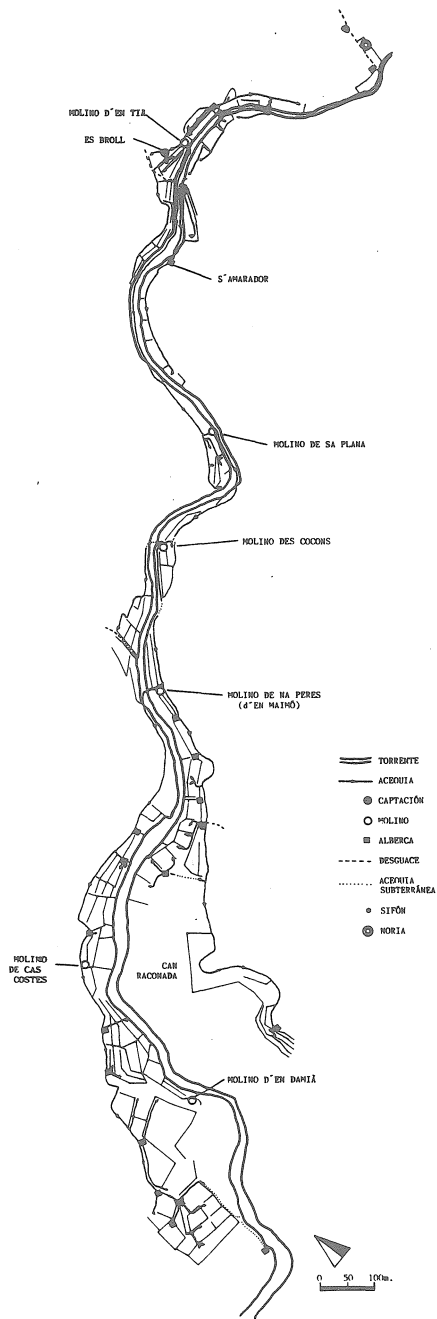 MOLINO D´EN TIÀ
ES BROLL
S´AMARADOR
MOLINO DE SA PLANA
MOLINO DES COCONS
MOLINO DE NA PERES
(d´EN MAIMÓ)
TORRENTE
ACEQUIA
CAPTACIÓN
MOLINO
ALBERCA
DESGUACE
ACEQUIA
SUBTERRÁNEA
SIFÓN
NORIA
MOLINO
DE CAS
COSTES
CAN
RACONADA
MOLINO D´EN DAMIÀ
0 50 100m.